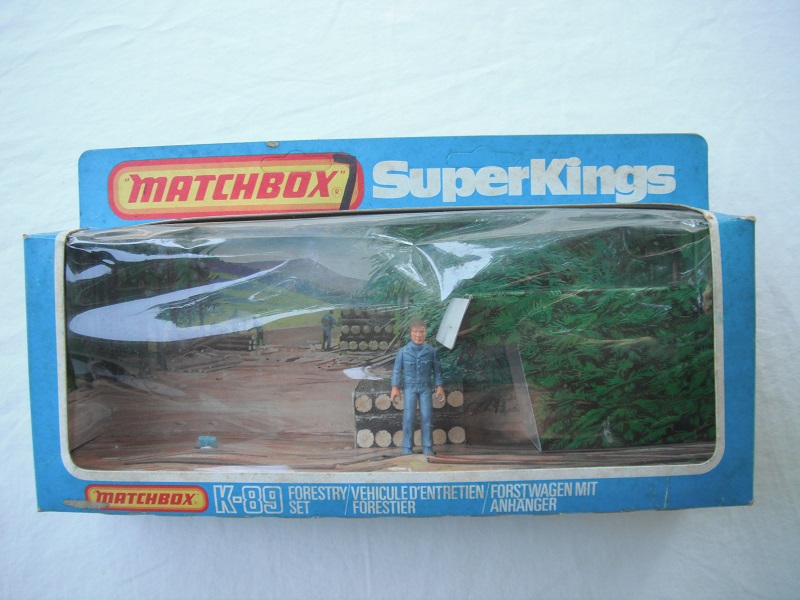 "MATCHBOX"® SuperKings
"MATCHBOX" K-89 FORESTRY / VEHICULE D'ENTRETIEN / FORSTWAGEN MIT
SET FORESTIER ANHÄNGER